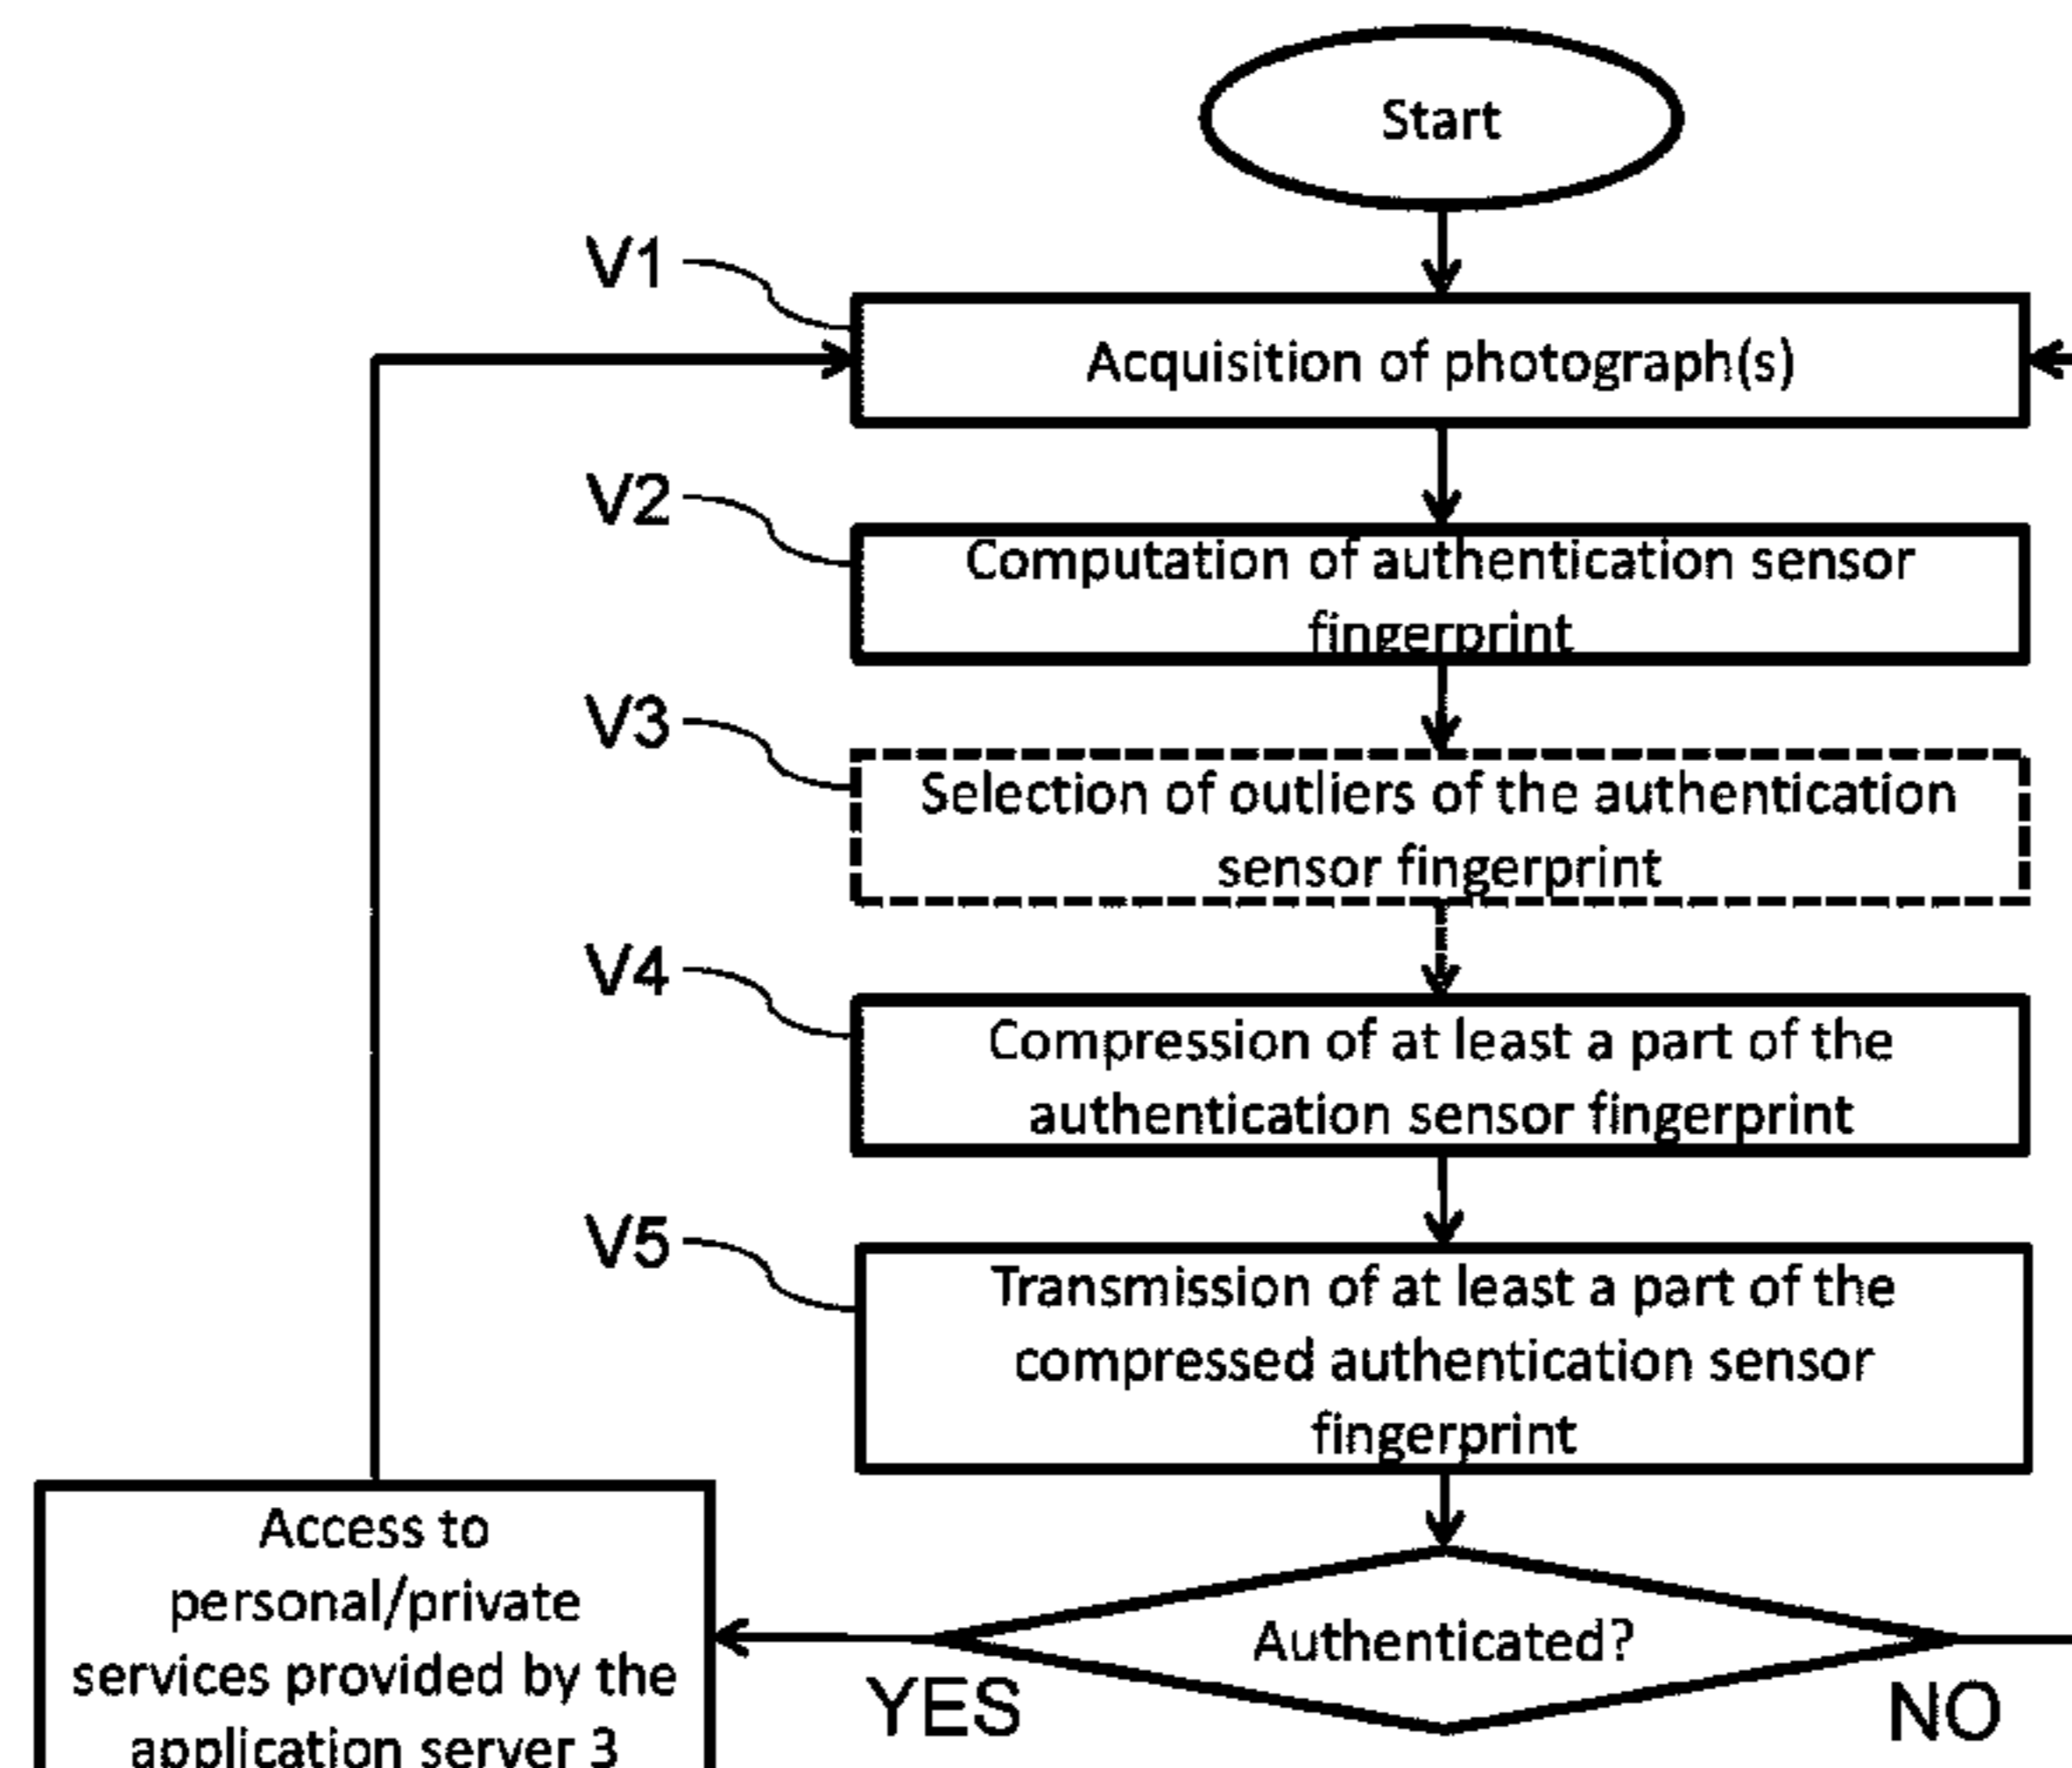 Start
V1
Acquisition of photograph(s)
V2
Computation of authentication sensor
fingerprint
V3
Selection of outliers of the authentication
sensor fingerprint
V4
Compression of at least a part of the
authentication sensor fingerprint
V5
Transmission of at least a part of the
compressed authentication sensor
fingerprint
Access to
personal/private
services provided by the
application server 3
Authenticated?
YES
NO